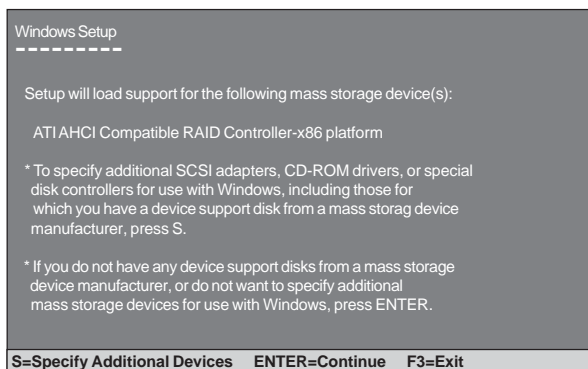 Windows Setup
Setup will load support for the following mass storage device(s):
ATI AHCI Compatible RAID Controller-x86 platform
* To specify additional SCSI adapters, CD-ROM drivers, or special
disk controllers for use with Windows, including those for
which you have a device support disk from a mass storag device
manufacturer, press S.
* If you do not have any device support disks from a mass storage
device manufacturer, or do not want to specify additional
mass storage devices for use with Windows, press ENTER.
S=Specify Additional Devices ENTER=Continue F3=Exit